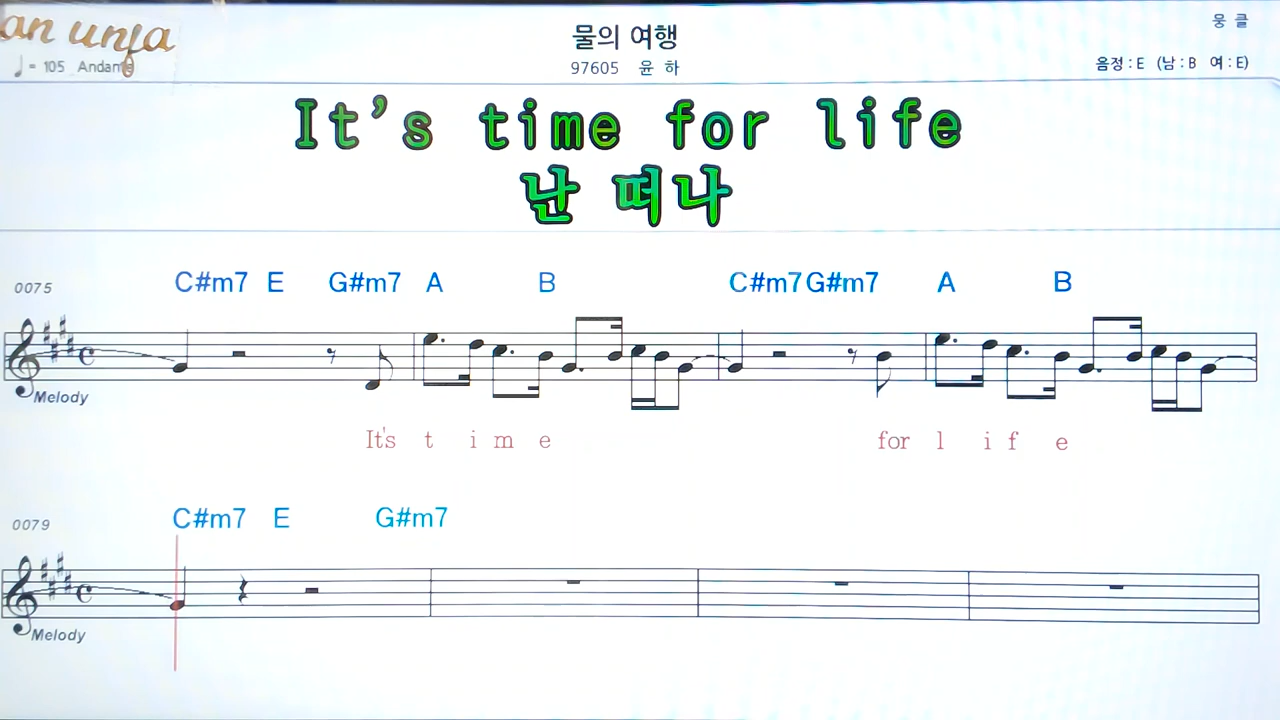 an unfa
뭉 클
물의 여행
♩ = 105 Andante
97605 윤 하
음정 : E (남 : B 여 : E)
It's time for life
난 떠나
0075 C#m7 E G#m7 A B C#m7 G#m7 A B
Melody
It's t i m e for l i f e
0079 C#m7 E G#m7
Melody